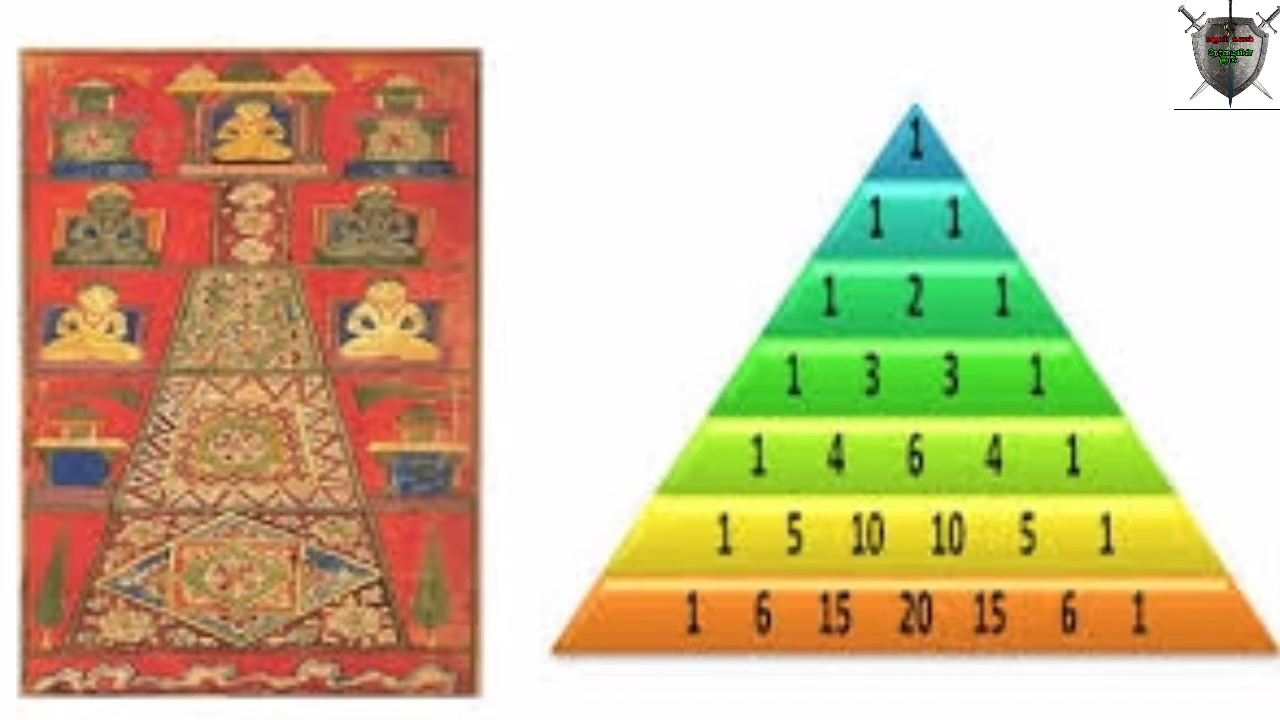 1
1 1
1 2 1
1 3 3 1
1 4 6 4 1
1 5 10 10 5 1
1 6 15 20 15 6 1